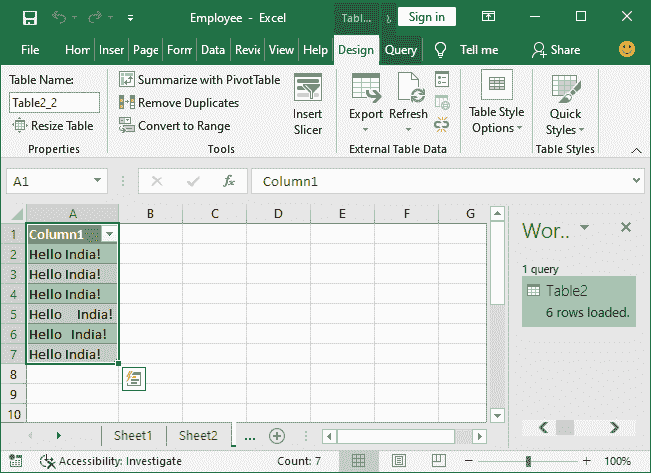 Employee - Excel
Tabl...
Sign in
File Hom Inser Page Form Data Revie View Help Design Query Tell me Share
Table Name:
Table2_2
Resize Table
Properties
Summarize with PivotTable
Remove Duplicates
Convert to Range
Tools
Insert
Slicer
Export
Refresh
External Table Data
Table Style
Options
Quick
Styles
Table Styles
A1
fx
Column1
A B C D E F G
1 Column1
2 Hello India!
3 Hello India!
4 Hello India!
5 Hello     India!
6 Hello   India!
7 Hello India!
8
9
10
Wor..
1 query
Table2
6 rows loaded.
Sheet1 Sheet2 ...
Accessibility: Investigate
Count: 7
100%